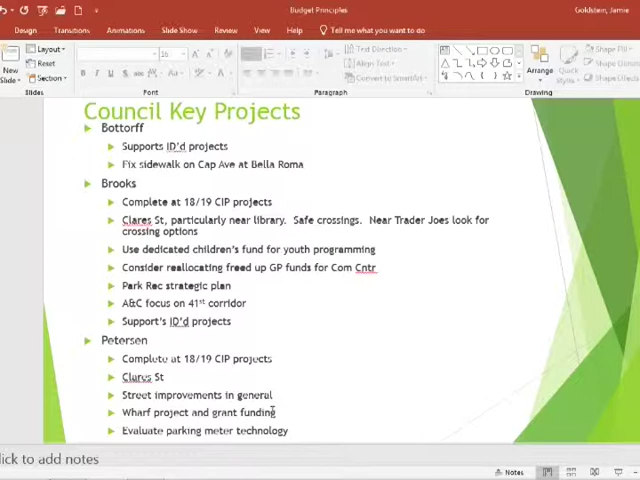 Budget Principles
Goldstein, Jamie
Design Transitions Animations Slide Show Review View Help Tell me what you want to do
Layout
Reset
New
Slide
Section
16
Text Direction
Align Text
Convert to SmartArt
Arrange
Quick
Styles
Shape Fill
Shape Outline
Shape Effects
Slides Font Paragraph Drawing
Council Key Projects
Bottorff
Supports ID'd projects
Fix sidewalk on Cap Ave at Bella Roma
Brooks
Complete at 18/19 CIP projects
Clares St, particularly near library. Safe crossings. Near Trader Joes look for
crossing options
Use dedicated children's fund for youth programming
Consider reallocating freed up GP funds for Com Cntr
Park Rec strategic plan
A&C focus on 41st corridor
Support's ID'd projects
Petersen
Complete at 18/19 CIP projects
Clares St
Street improvements in general
Wharf project and grant funding
Evaluate parking meter technology
lick to add notes
Notes